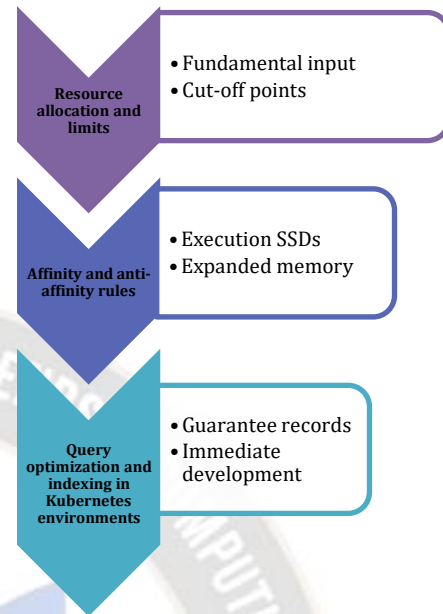 Resource
allocation and
limits
• Fundamental input
• Cut-off points
Affinity and anti-
affinity rules
• Execution SSDs
• Expanded memory
Query
optimization and
indexing in
Kubernetes
environments
• Guarantee records
• Immediate
development